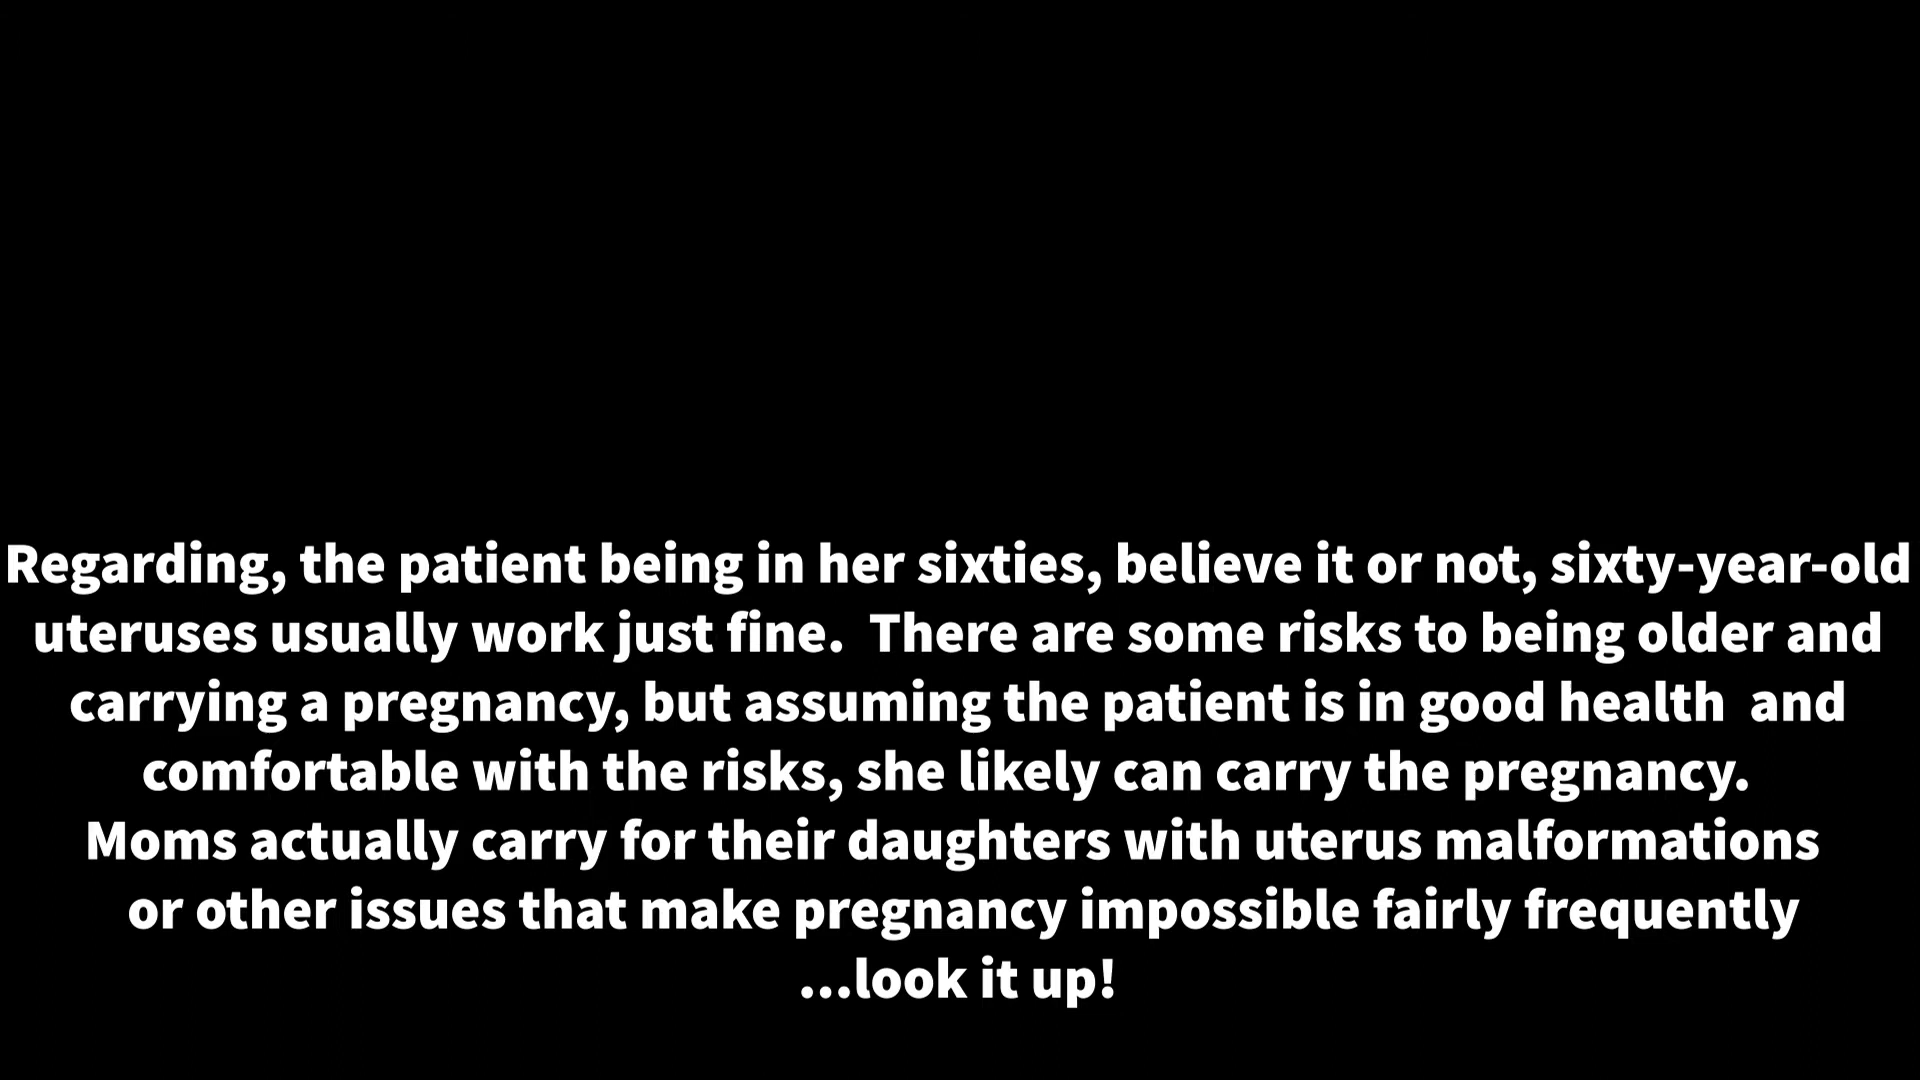 Regarding, the patient being in her sixties, believe it or not, sixty-year-old
uteruses usually work just fine.  There are some risks to being older and
carrying a pregnancy, but assuming the patient is in good health  and
comfortable with the risks, she likely can carry the pregnancy.
Moms actually carry for their daughters with uterus malformations
or other issues that make pregnancy impossible fairly frequently
...look it up!